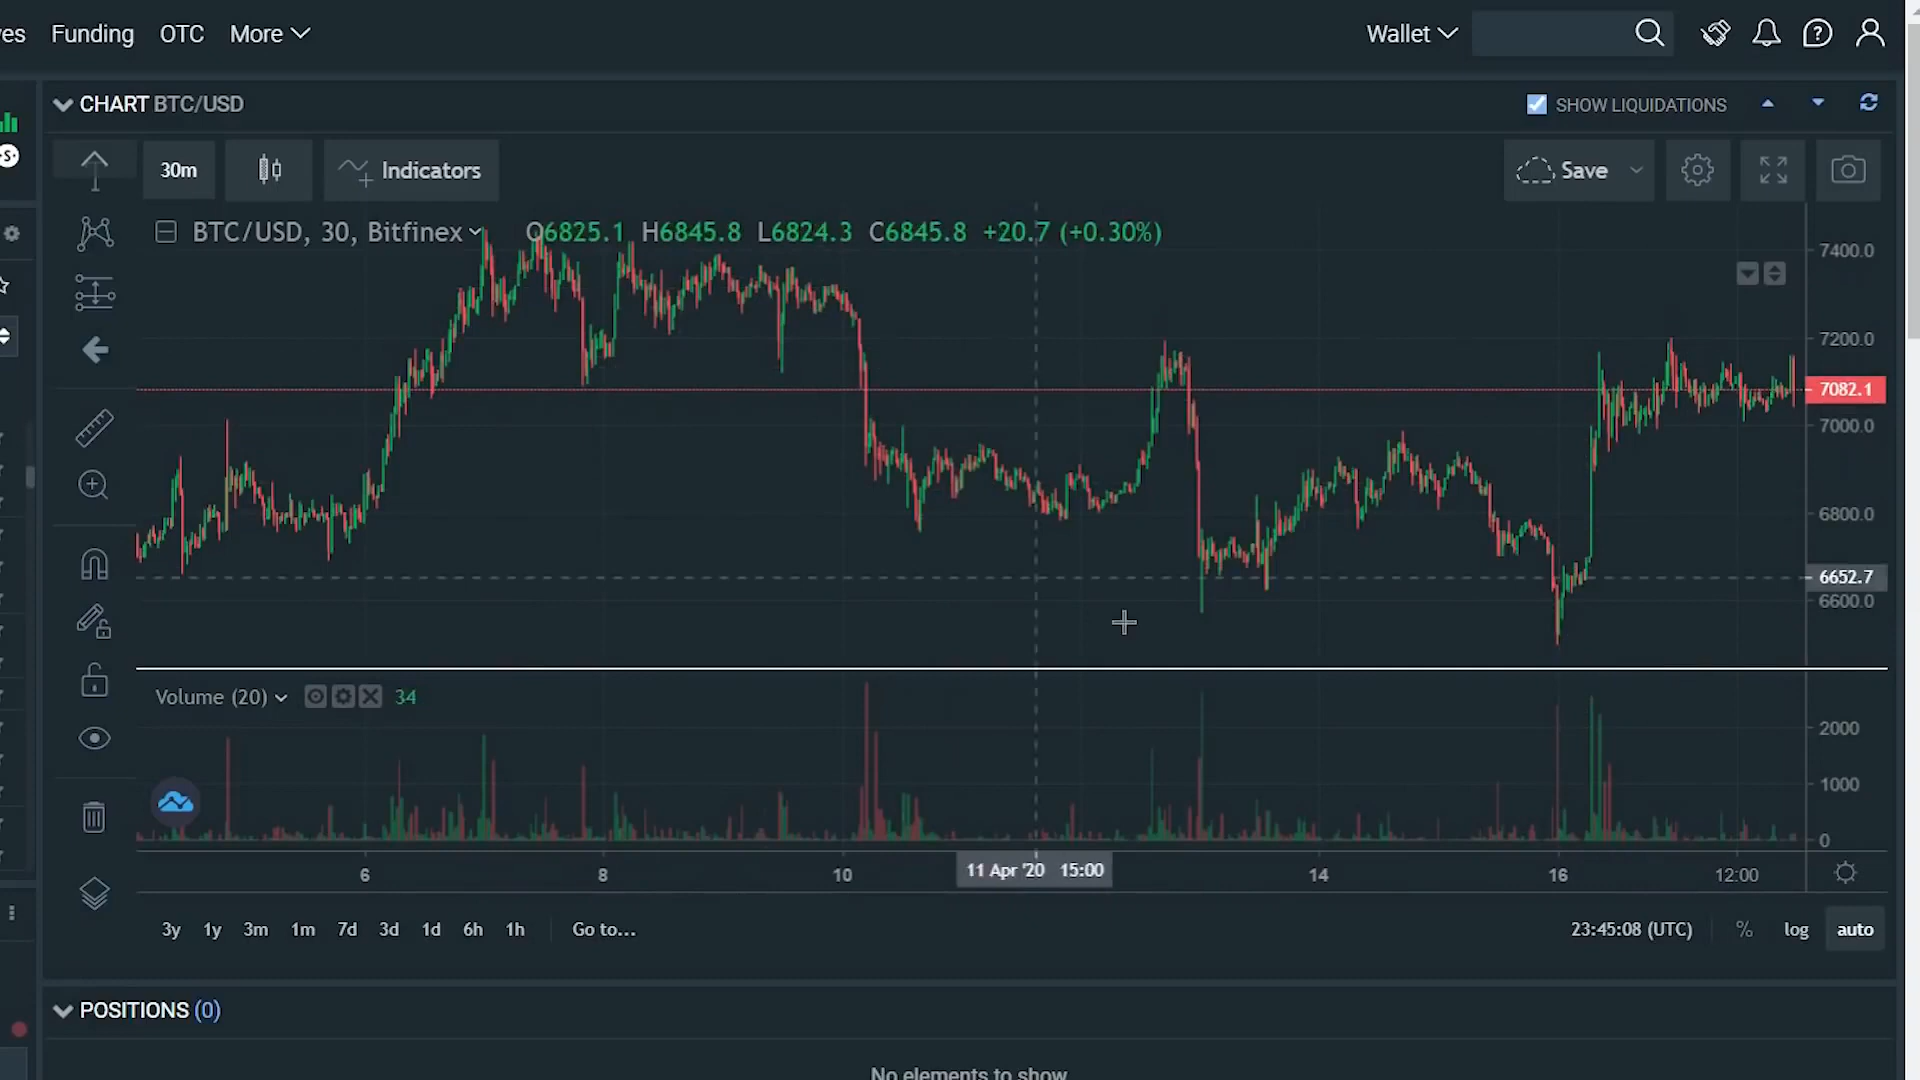 es Funding OTC More Wallet
CHART BTC/USD SHOW LIQUIDATIONS
30m Indicators Save
BTC/USD, 30, Bitfinex O6825.1 H6845.8 L6824.3 C6845.8 +20.7 (+0.30%)
7400.0
7200.0
7082.1
7000.0
6800.0
6652.7
6600.0
Volume (20) 34
2000
1000
0
6 8 10 11 Apr '20 15:00 14 16 12:00
3y 1y 3m 1m 7d 3d 1d 6h 1h Go to... 23:45:08 (UTC) % log auto
POSITIONS (0)
No elements to show